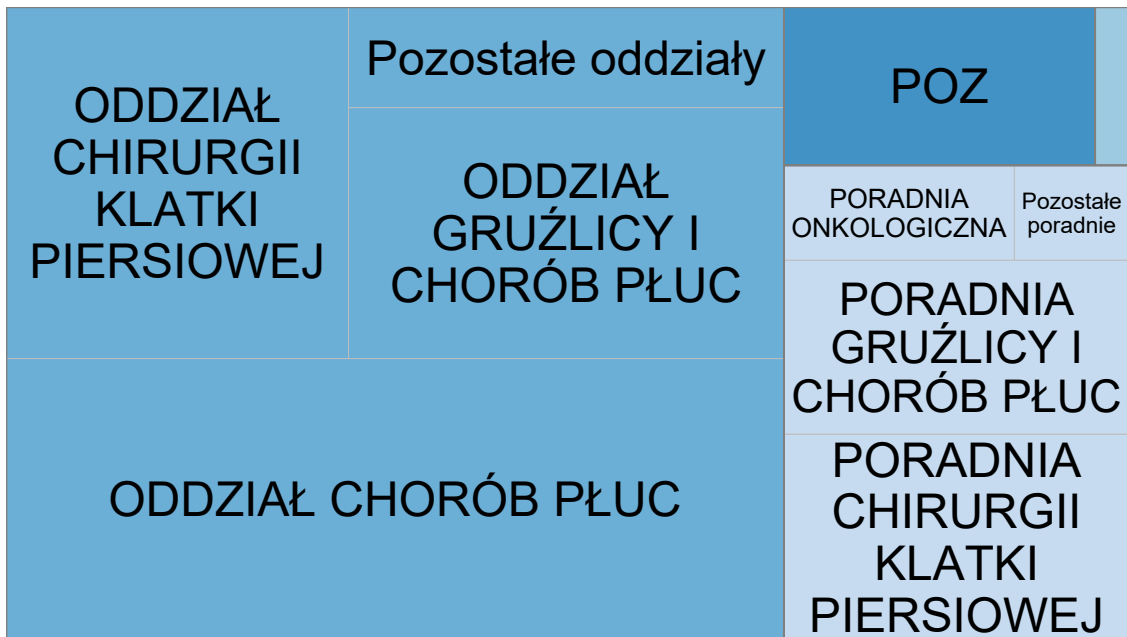 ODDZIAŁ
CHIRURGII
KLATKI
PIERSIOWEJ
Pozostałe oddziały
ODDZIAŁ
GRUŹLICY I
CHORÓB PŁUC
ODDZIAŁ CHORÓB PŁUC
POZ
PORADNIA
ONKOLOGICZNA
Pozostałe
poradnie
PORADNIA
GRUŹLICY I
CHORÓB PŁUC
PORADNIA
CHIRURGII
KLATKI
PIERSIOWEJ